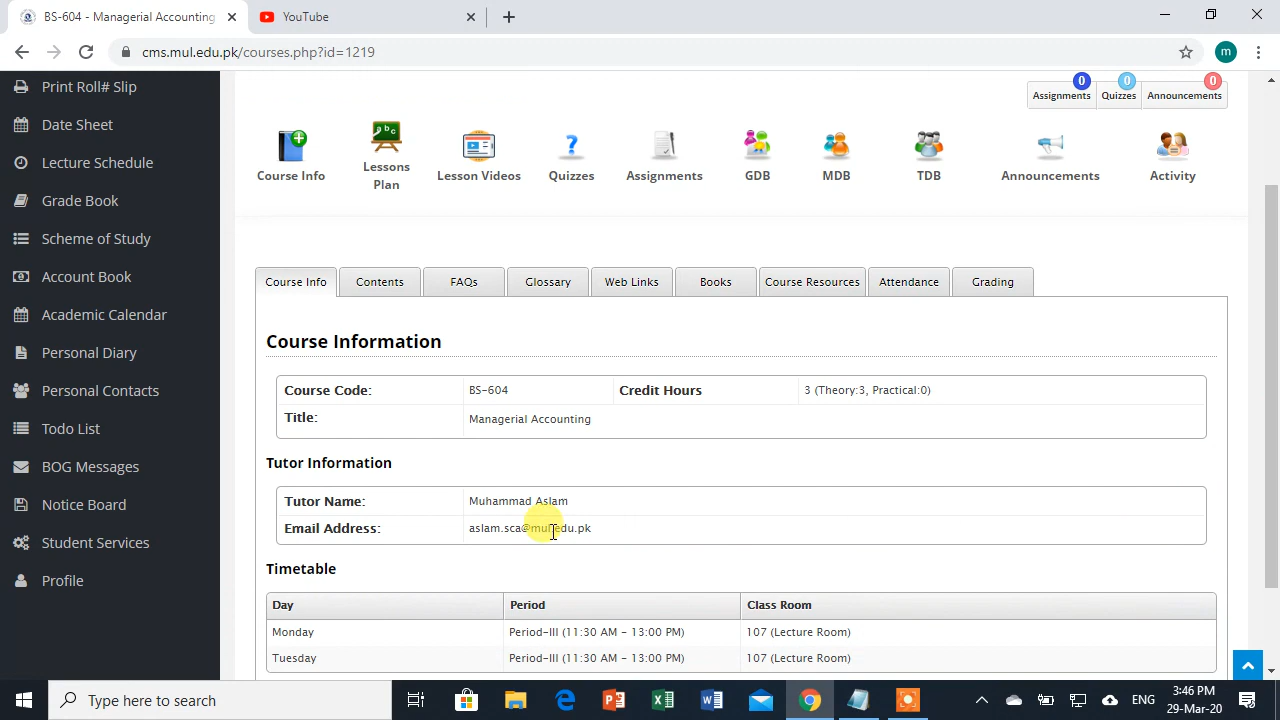 BS-604 - Managerial Accounting
YouTube
cms.mul.edu.pk/courses.php?id=1219
m
Print Roll# Slip
Date Sheet
Lecture Schedule
Grade Book
Scheme of Study
Account Book
Academic Calendar
Personal Diary
Personal Contacts
Todo List
BOG Messages
Notice Board
Student Services
Profile
0 0 0
Assignments Quizzes Announcements
abc
?
Course Info
Lessons
Plan
Lesson Videos
Quizzes
Assignments
GDB
MDB
TDB
Announcements
Activity
Course Info Contents FAQs Glossary Web Links Books Course Resources Attendance Grading
Course Information
Course Code: BS-604 Credit Hours 3 (Theory:3, Practical:0)
Title: Managerial Accounting
Tutor Information
Tutor Name: Muhammad Aslam
Email Address: aslam.sca@mul.edu.pk
Timetable
Day Period Class Room
Monday Period-III (11:30 AM - 13:00 PM) 107 (Lecture Room)
Tuesday Period-III (11:30 AM - 13:00 PM) 107 (Lecture Room)
Type here to search
ENG
3:46 PM
29-Mar-20